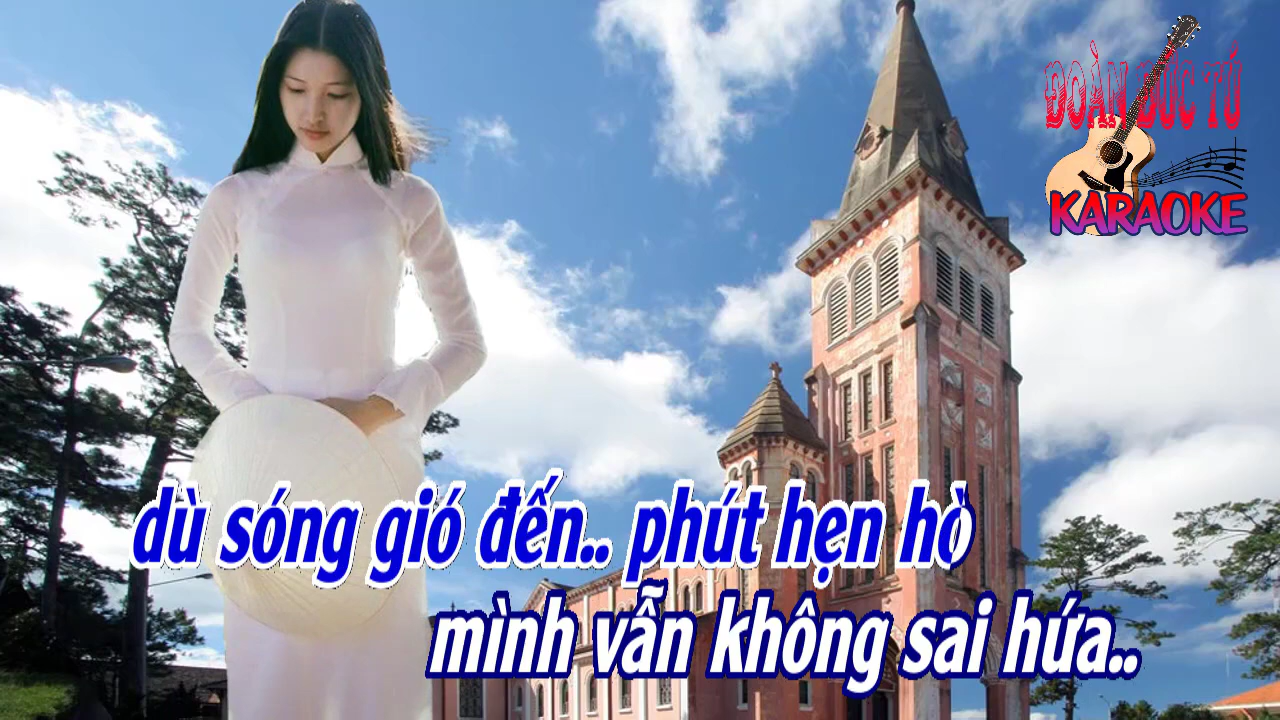 ĐOÀN ĐỨC TÚ
KARAOKE
dù sóng gió đến.. phút hẹn hò
mình vẫn không sai hứa..